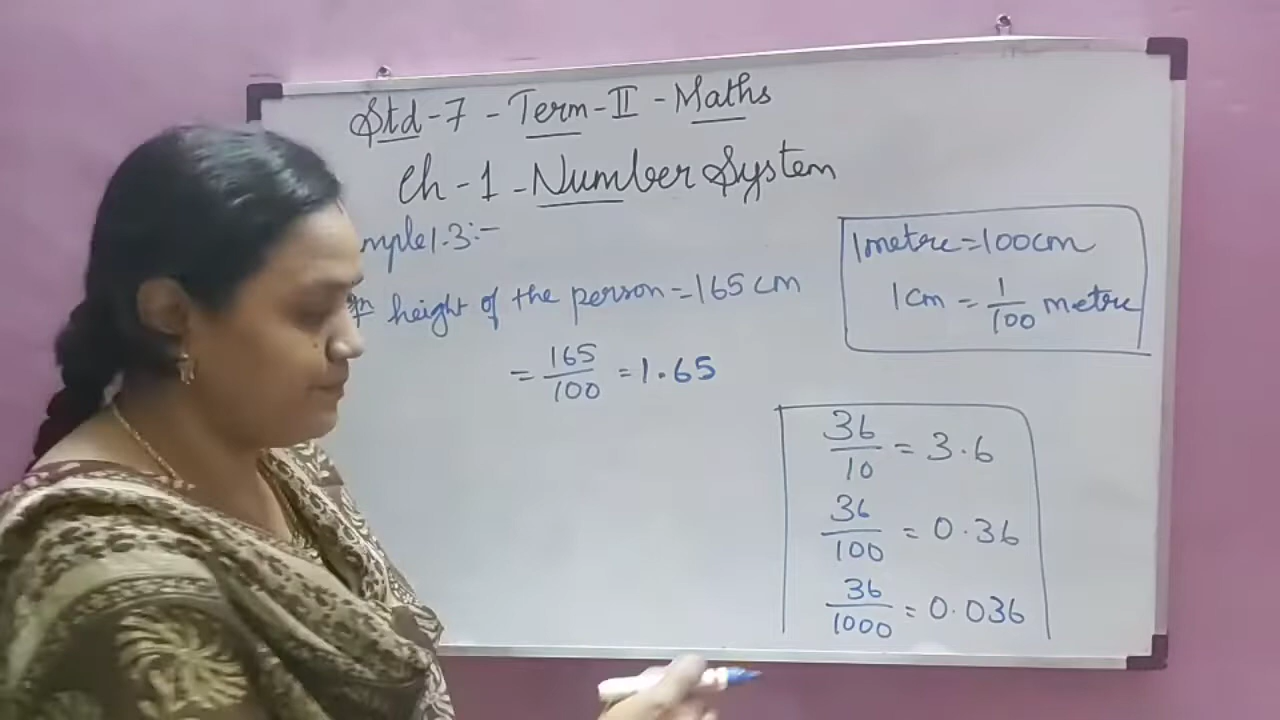 Std-7 - Term-II - Maths
Ch - 1 - Number System
mple 1.3:-
height of the person = 165 cm
= 165/100 = 1.65
1 metre = 100cm
1 cm = 1/100 metre
36/10 = 3.6
36/100 = 0.36
36/1000 = 0.036